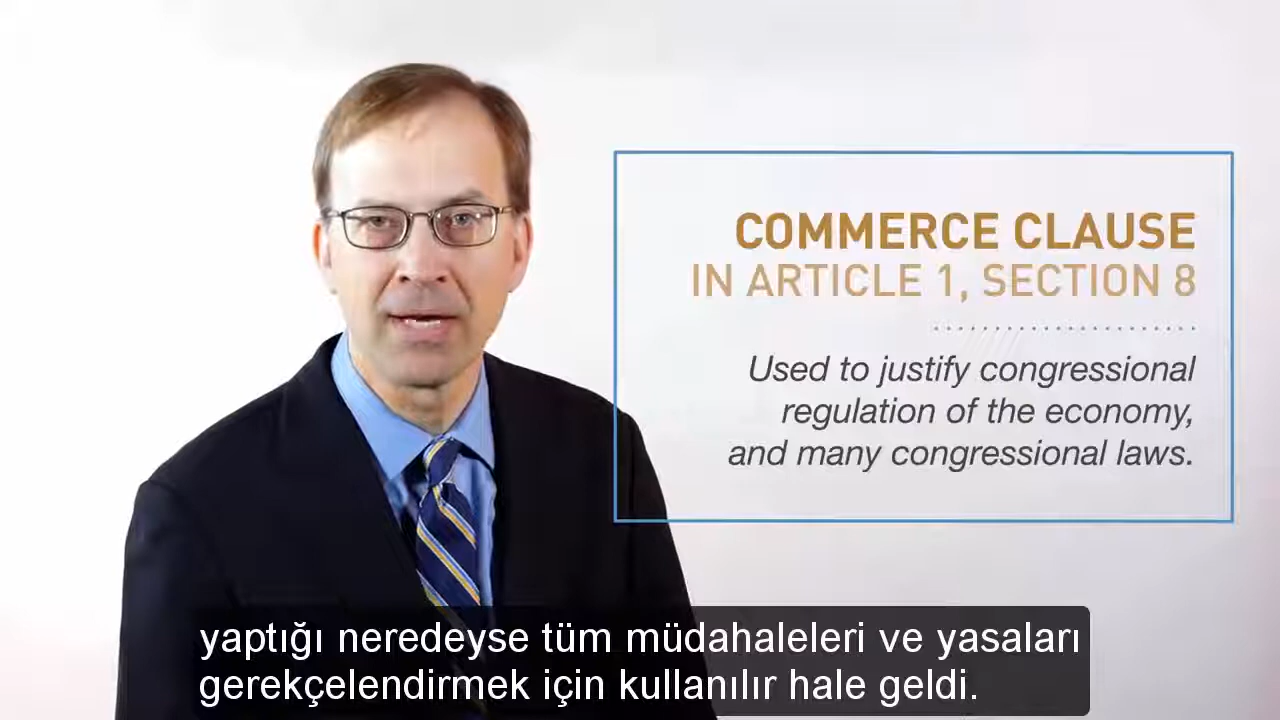 COMMERCE CLAUSE
IN ARTICLE 1, SECTION 8
Used to justify congressional
regulation of the economy,
and many congressional laws.
yaptığı neredeyse tüm müdahaleleri ve yasaları
gerekçelendirmek için kullanılır hale geldi.